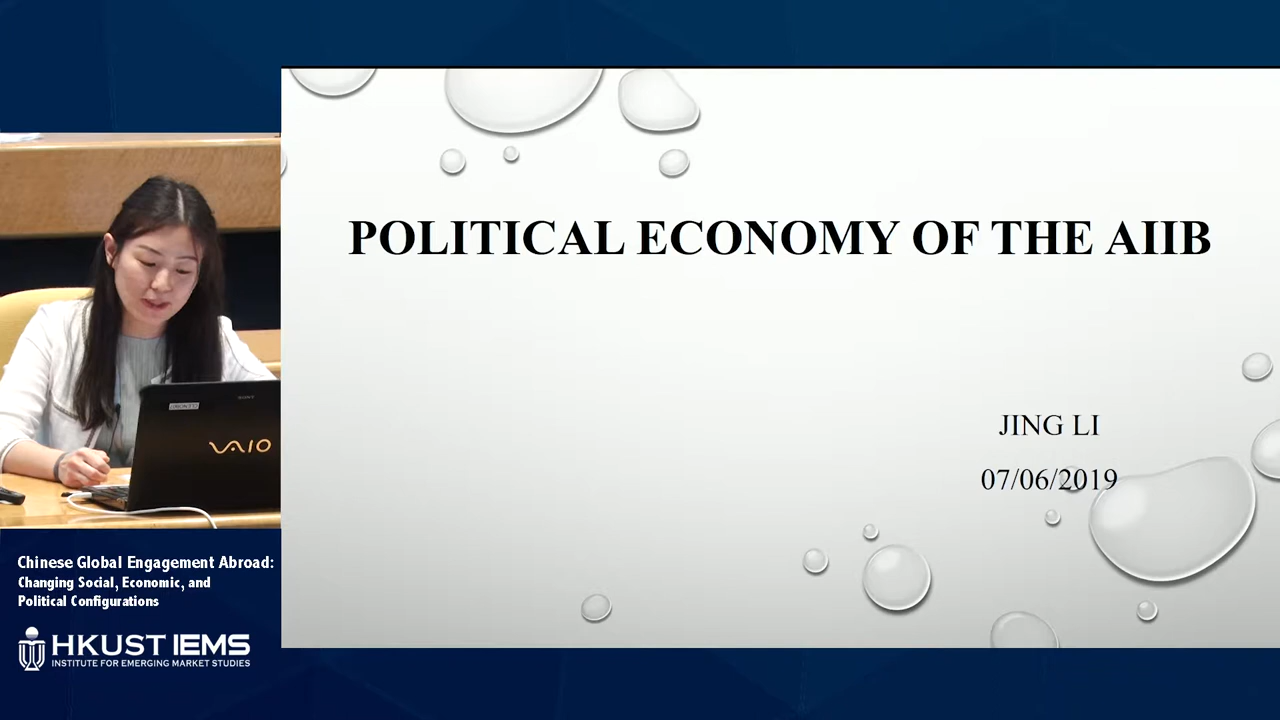 POLITICAL ECONOMY OF THE AIIB
JING LI
07/06/2019
VAIO
Chinese Global Engagement Abroad:
Changing Social, Economic, and
Political Configurations
HKUST IEMS
INSTITUTE FOR EMERGING MARKET STUDIES